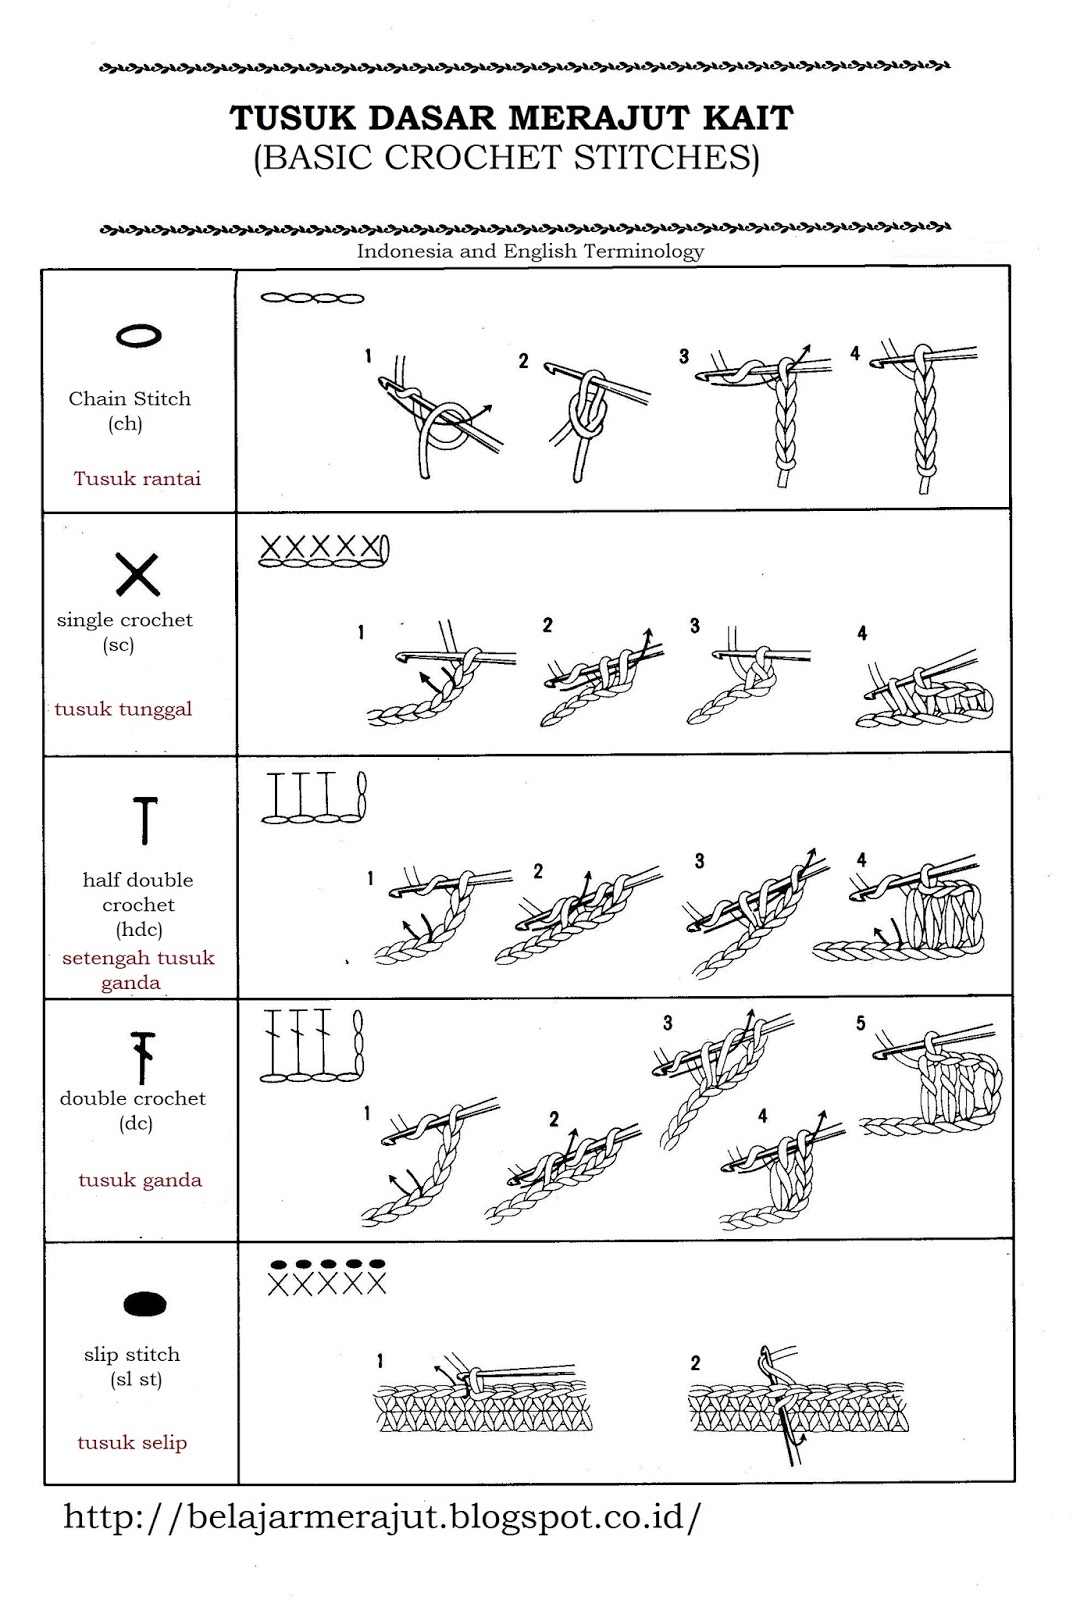 TUSUK DASAR MERAJUT KAIT
(BASIC CROCHET STITCHES)
Indonesia and English Terminology
Chain Stitch
(ch)
Tusuk rantai
1
2
3
4
single crochet
(sc)
tusuk tunggal
1
2
3
4
half double
crochet
(hdc)
setengah tusuk
ganda
1
2
3
4
double crochet
(dc)
tusuk ganda
1
2
3
4
5
slip stitch
(sl st)
tusuk selip
1
2
http://belajarmerajut.blogspot.co.id/